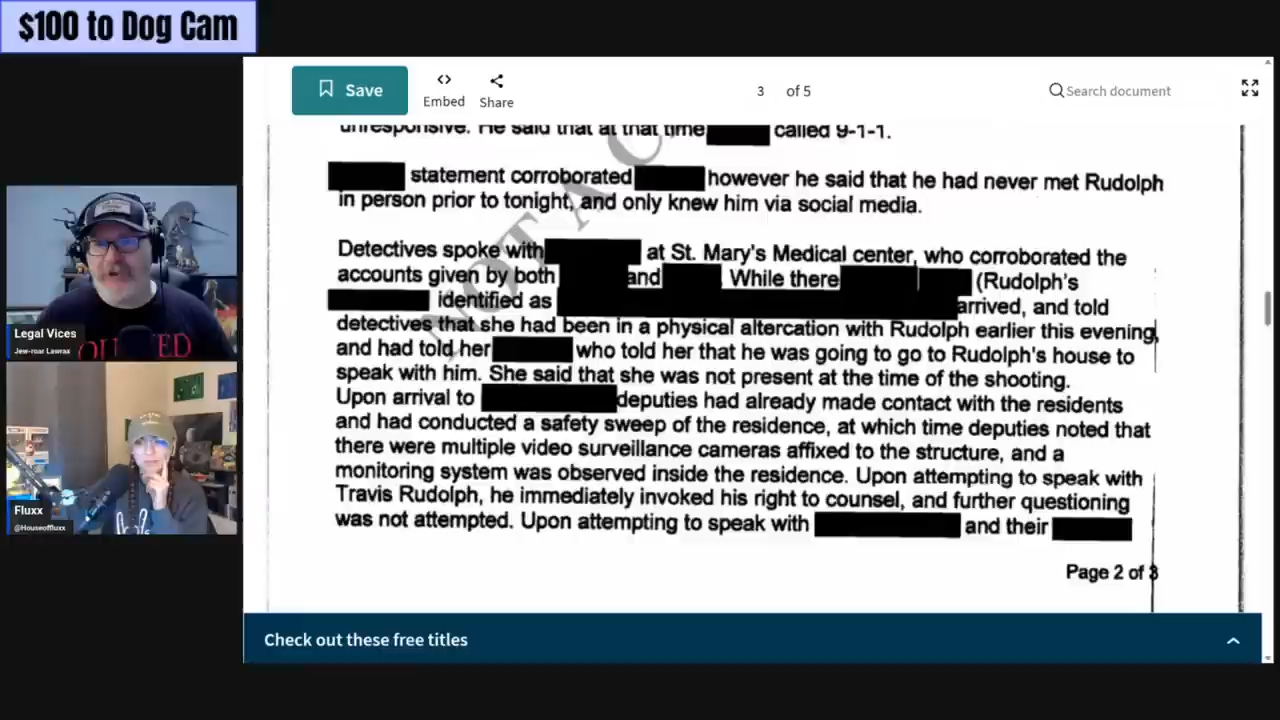 $100 to Dog Cam
Save
Embed
Share
3 of 5
Search document
unresponsive. He said that at that time called 9-1-1.
statement corroborated however he said that he had never met Rudolph
in person prior to tonight, and only knew him via social media.
Detectives spoke with at St. Mary's Medical center, who corroborated the
accounts given by both and . While there (Rudolph's
identified as arrived, and told
detectives that she had been in a physical altercation with Rudolph earlier this evening,
and had told her who told her that he was going to go to Rudolph's house to
speak with him. She said that she was not present at the time of the shooting.
Upon arrival to deputies had already made contact with the residents
and had conducted a safety sweep of the residence, at which time deputies noted that
there were multiple video surveillance cameras affixed to the structure, and a
monitoring system was observed inside the residence. Upon attempting to speak with
Travis Rudolph, he immediately invoked his right to counsel, and further questioning
was not attempted. Upon attempting to speak with and their
Page 2 of 3
NOT A C
Check out these free titles
Legal Vices
Jew-roar Lawrax
Fluxx
@Houseoffluxx